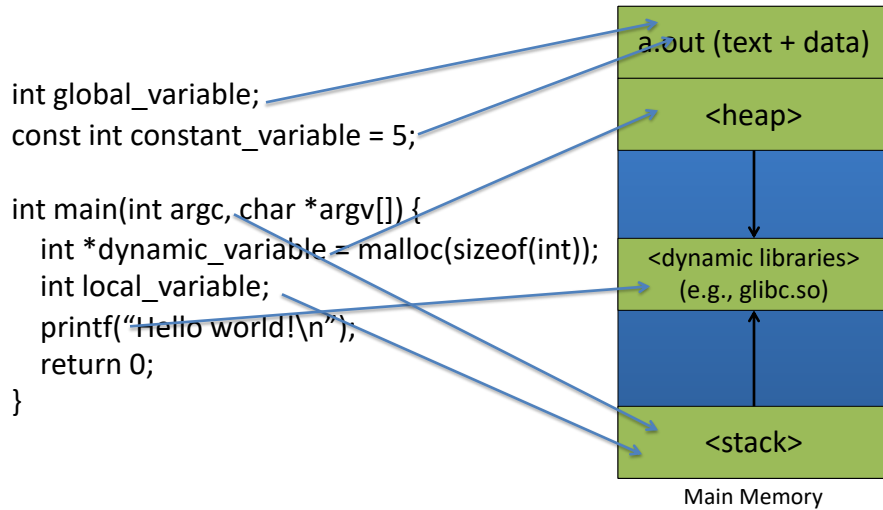 int global_variable;
const int constant_variable = 5;
int main(int argc, char *argv[]) {
int *dynamic_variable = malloc(sizeof(int));
int local_variable;
printf(“Hello world!\n”);
return 0;
}
a.out (text + data)
<heap>
<dynamic libraries>
(e.g., glibc.so)
<stack>
Main Memory